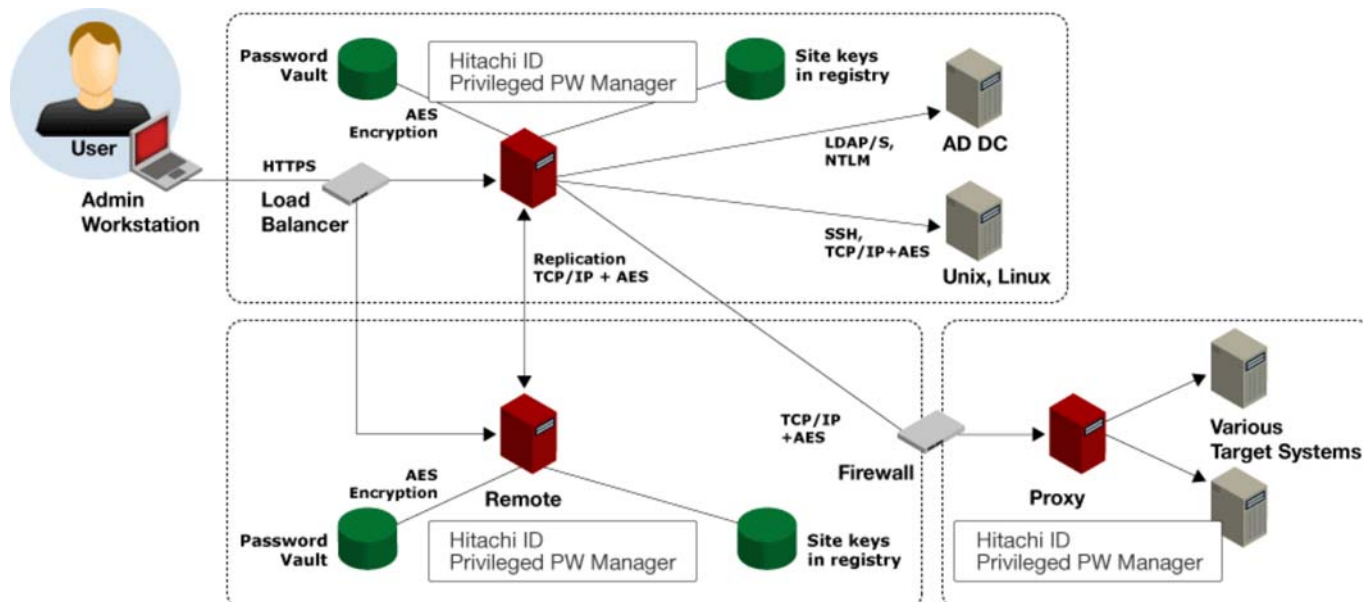 Password
Vault
Hitachi ID
Privileged PW Manager
Site keys
in registry
AES
Encryption
User
HTTPS
LDAP/S,
NTLM
AD DC
Admin
Workstation
Load
Balancer
SSH,
TCP/IP+AES
Unix, Linux
Replication
TCP/IP + AES
TCP/IP
+AES
Firewall
Various
Target Systems
AES
Encryption
Remote
Proxy
Password
Vault
Hitachi ID
Privileged PW Manager
Site keys
in registry
Hitachi ID
Privileged PW Manager